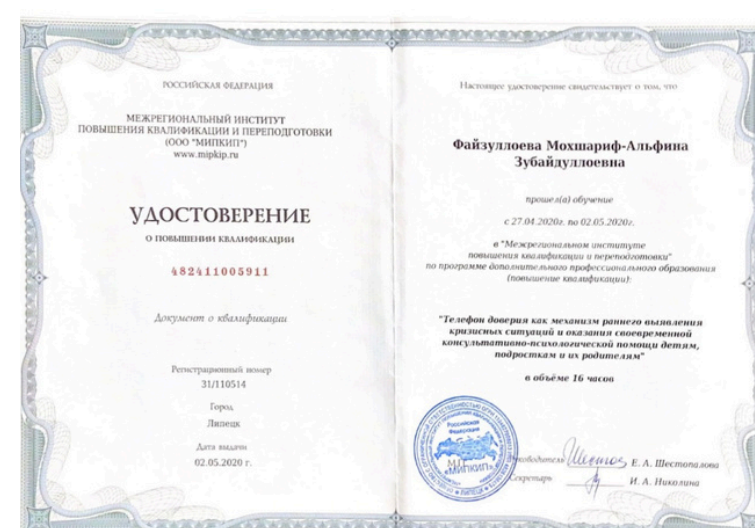 РОССИЙСКАЯ ФЕДЕРАЦИЯ
МЕЖРЕГИОНАЛЬНЫЙ ИНСТИТУТ
ПОВЫШЕНИЯ КВАЛИФИКАЦИИ И ПЕРЕПОДГОТОВКИ
(ООО "МИПКИП")
www.mipkip.ru
УДОСТОВЕРЕНИЕ
О ПОВЫШЕНИИ КВАЛИФИКАЦИИ
482411005911
Документ о квалификации
Регистрационный номер
31/110514
Город
Липецк
Дата выдачи
02.05.2020 г.
Настоящее удостоверение свидетельствует о том, что
Файзуллоева Мохшариф-Альфина
Зубайдуллоевна
прошел(а) обучение
с 27.04.2020г. по 02.05.2020г.
в "Межрегиональном институте
повышения квалификации и переподготовки"
по программе дополнительного профессионального образования
(повышение квалификации):
"Телефон доверия как механизм раннего выявления
кризисных ситуаций и оказания своевременной
консультативно-психологической помощи детям,
подросткам и их родителям"
в объёме 16 часов
Российская
Федерация
«МИПКИП»
М.П.
Руководитель Е. А. Шестопалова
Секретарь И. А. Николина